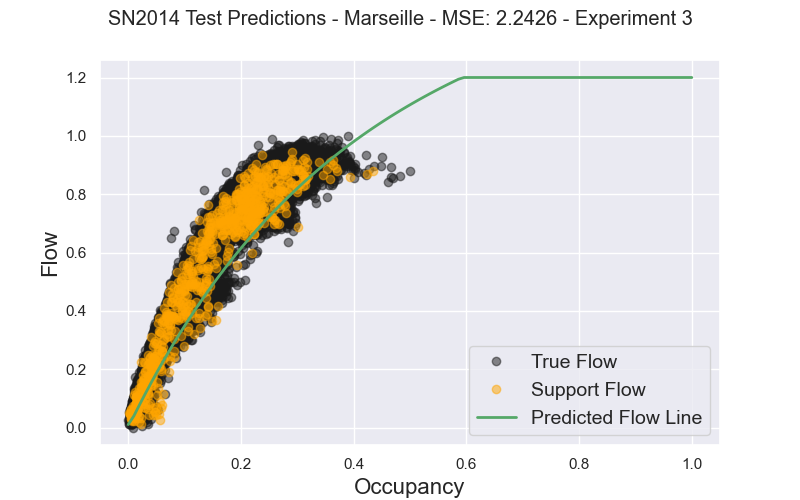 SN2014 Test Predictions - Marseille - MSE: 2.2426 - Experiment 3
1.2
1.0
0.8
0.6
0.4
0.2
0.0
Flow
True Flow
Support Flow
Predicted Flow Line
0.0 0.2 0.4 0.6 0.8 1.0
Occupancy